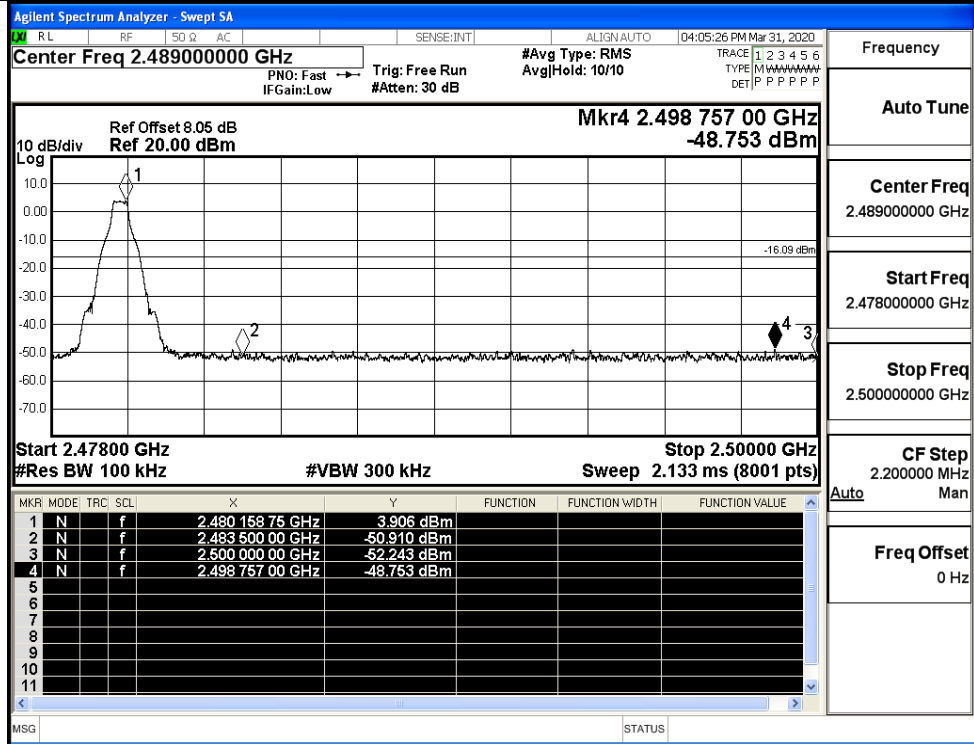 Agilent Spectrum Analyzer - Swept SA
LXI RL RF 50 Ω AC SENSE:INT ALIGNAUTO 04:05:26 PM Mar 31, 2020
Center Freq 2.489000000 GHz
PNO: Fast
IFGain:Low
Trig: Free Run
#Atten: 30 dB
#Avg Type: RMS
Avg|Hold: 10/10
TRACE 1 2 3 4 5 6
TYPE M WWWWW
DET P P P P P P
Frequency
Auto Tune
Center Freq
2.489000000 GHz
Start Freq
2.478000000 GHz
Stop Freq
2.500000000 GHz
CF Step
2.200000 MHz
Auto Man
Freq Offset
0 Hz
Mkr4 2.498 757 00 GHz
-48.753 dBm
Ref Offset 8.05 dB
10 dB/div Ref 20.00 dBm
Log
10.0
0.00
-10.0
-20.0
-30.0
-40.0
-50.0
-60.0
-70.0
1
2
4
3
-16.09 dBm
Start 2.47800 GHz Stop 2.50000 GHz
#Res BW 100 kHz #VBW 300 kHz Sweep 2.133 ms (8001 pts)
MKR MODE TRC SCL X Y FUNCTION FUNCTION WIDTH FUNCTION VALUE
1 N f 2.480 158 75 GHz 3.906 dBm
2 N f 2.483 500 00 GHz -50.910 dBm
3 N f 2.500 000 00 GHz -52.243 dBm
4 N f 2.498 757 00 GHz -48.753 dBm
5
6
7
8
9
10
11
MSG STATUS